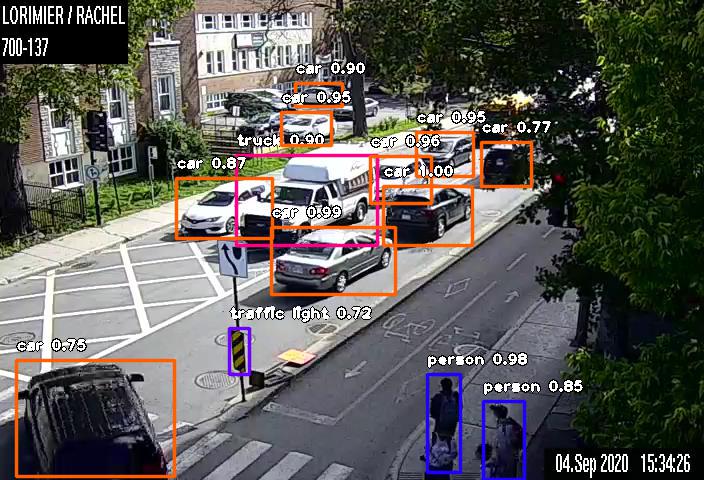 LORIMIER / RACHEL
700-137
car 0.90
car 0.95
car 0.95
car 0.77
truck 0.90
car 0.96
car 0.87
car 1.00
car 0.99
traffic light 0.72
car 0.75
person 0.98
person 0.85
04.Sep 2020 15:34:26